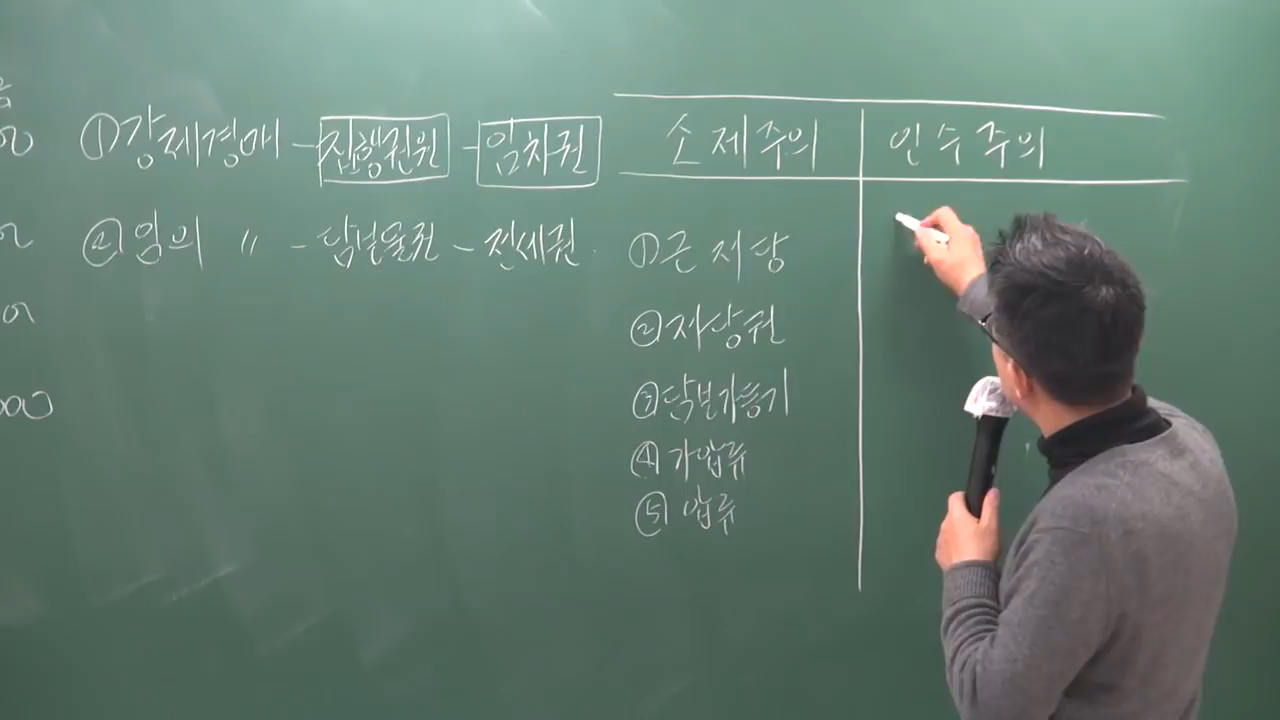 ①강제경매 - 집행권원 - 임차권
②임의 〃 - 담보물권 - 전세권.
소제주의 인수주의
①근저당
②저당권
③담보가등기
④가압류
⑤압류